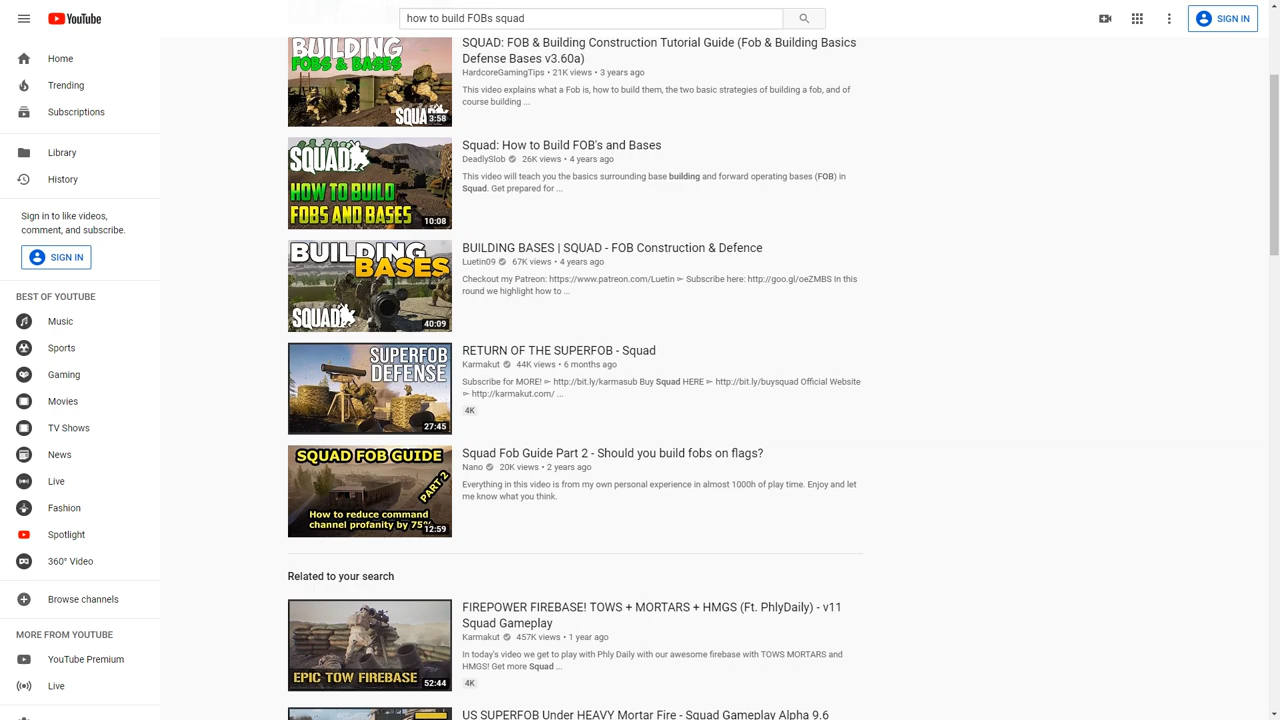 YouTube
how to build FOBs squad
SIGN IN
Home
Trending
Subscriptions
Library
History
Sign in to like videos,
comment, and subscribe.
SIGN IN
BEST OF YOUTUBE
Music
Sports
Gaming
Movies
TV Shows
News
Live
Fashion
Spotlight
360° Video
Browse channels
MORE FROM YOUTUBE
YouTube Premium
Live
BUILDING
FOBS & BASES
SQUAD
3:58
SQUAD: FOB & Building Construction Tutorial Guide (Fob & Building Basics
Defense Bases v3.60a)
HardcoreGamingTips • 21K views • 3 years ago
This video explains what a Fob is, how to build them, the two basic strategies of building a fob, and of
course building ...
SQUAD
HOW TO BUILD
FOBS AND BASES
10:08
Squad: How to Build FOB's and Bases
DeadlySlob 26K views • 4 years ago
This video will teach you the basics surrounding base building and forward operating bases (FOB) in
Squad. Get prepared for ...
BUILDING
BASES
SQUAD
40:09
BUILDING BASES | SQUAD - FOB Construction & Defence
Luetin09 67K views • 4 years ago
Checkout my Patreon: https://www.patreon.com/Luetin ➳ Subscribe here: http://goo.gl/oeZMBS In this
round we highlight how to ...
SUPERFOB
DEFENSE
27:45
RETURN OF THE SUPERFOB - Squad
Karmakut 44K views • 6 months ago
Subscribe for MORE! ➳ http://bit.ly/karmasub Buy Squad HERE ➳ http://bit.ly/buysquad Official Website
➳ http://karmakut.com/ ...
4K
SQUAD FOB GUIDE
PART 2
How to reduce command
channel profanity by 75%
12:59
Squad Fob Guide Part 2 - Should you build fobs on flags?
Nano 20K views • 2 years ago
Everything in this video is from my own personal experience in almost 1000h of play time. Enjoy and let
me know what you think.
Related to your search
EPIC TOW FIREBASE
52:44
FIREPOWER FIREBASE! TOWS + MORTARS + HMGS (Ft. PhlyDaily) - v11
Squad Gameplay
Karmakut 457K views • 1 year ago
In today's video we get to play with Phly Daily with our awesome firebase with TOWS MORTARS and
HMGS! Get more Squad ...
4K
US SUPERFOB Under HEAVY Mortar Fire - Squad Gameplay Alpha 9.6